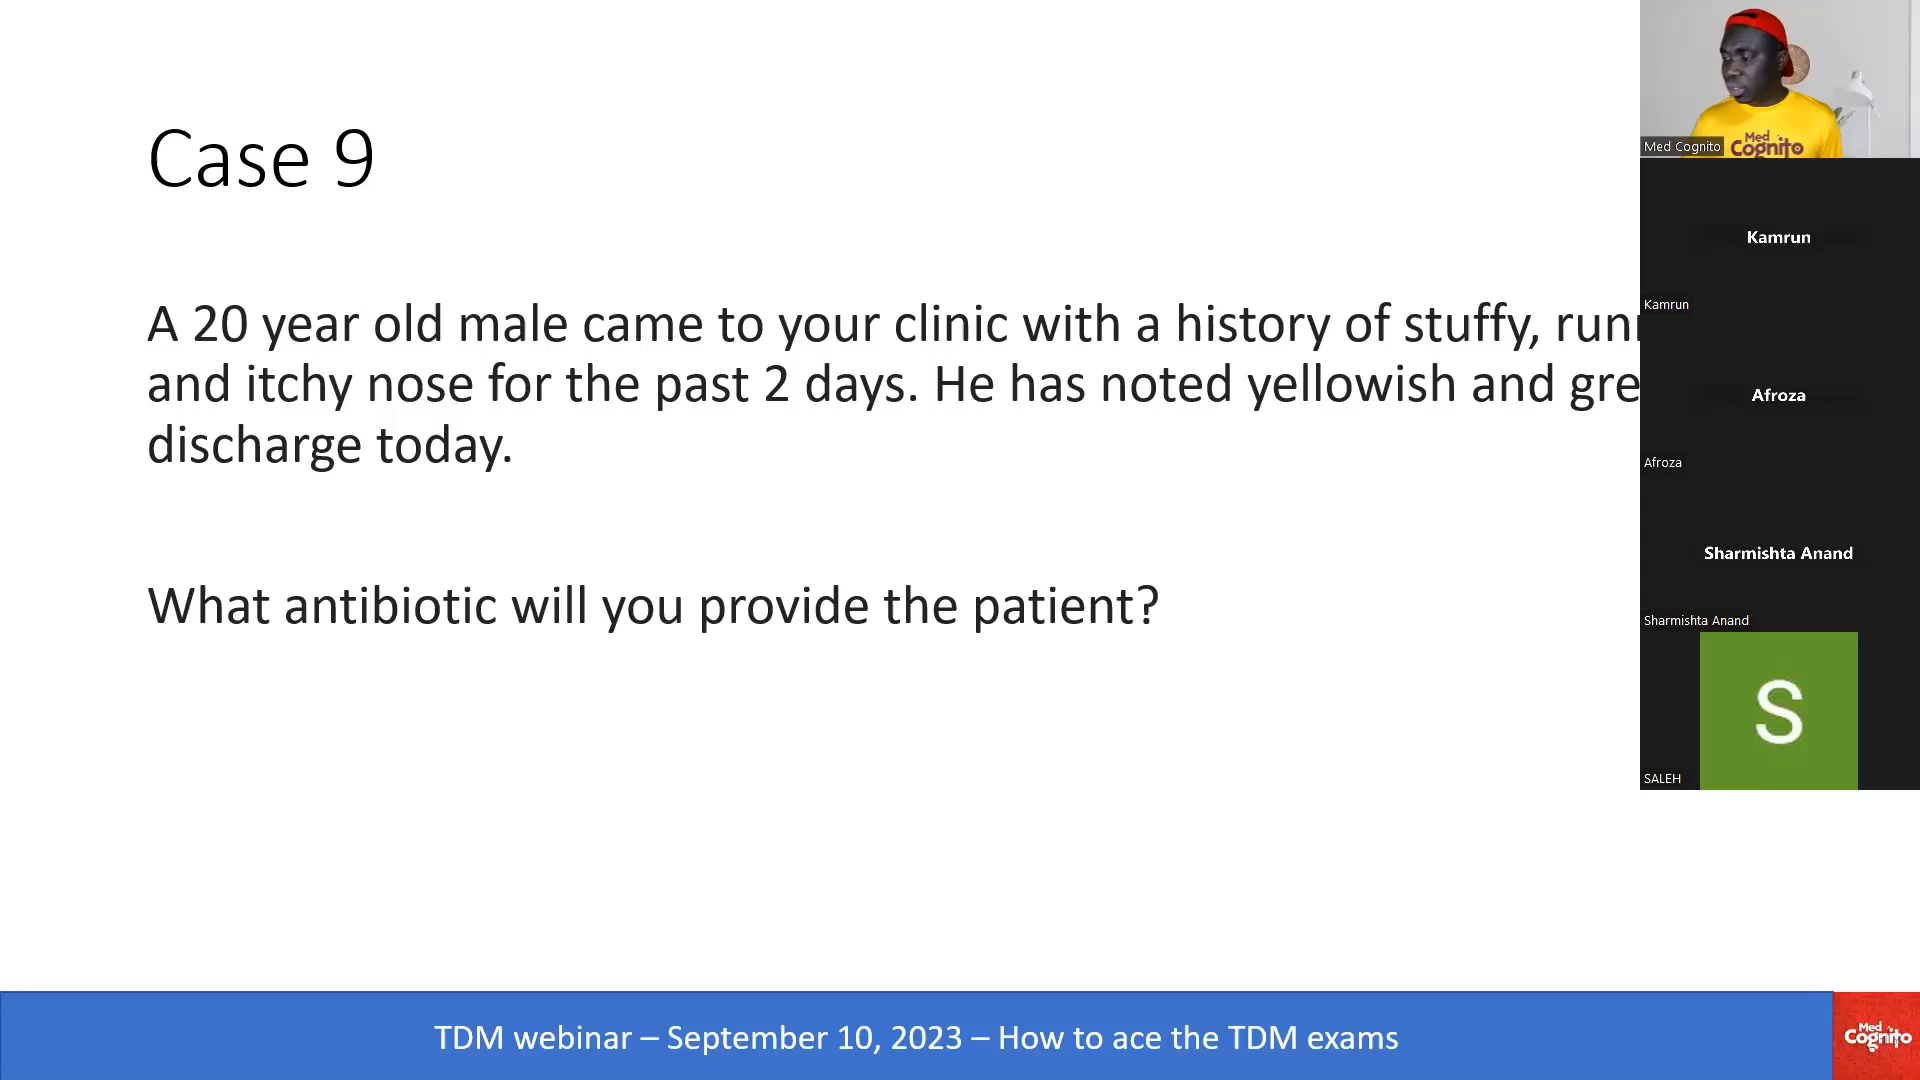 Case 9
A 20 year old male came to your clinic with a history of stuffy,
and itchy nose for the past 2 days. He has noted yellowish and
discharge today.
What antibiotic will you provide the patient?
TDM webinar – September 10, 2023 – How to ace the TDM exams
Med
Cognito
Med Cognito
Med
Cognito
Kamrun
Kamrun
Afroza
Afroza
Sharmishta Anand
Sharmishta Anand
S
SALEH